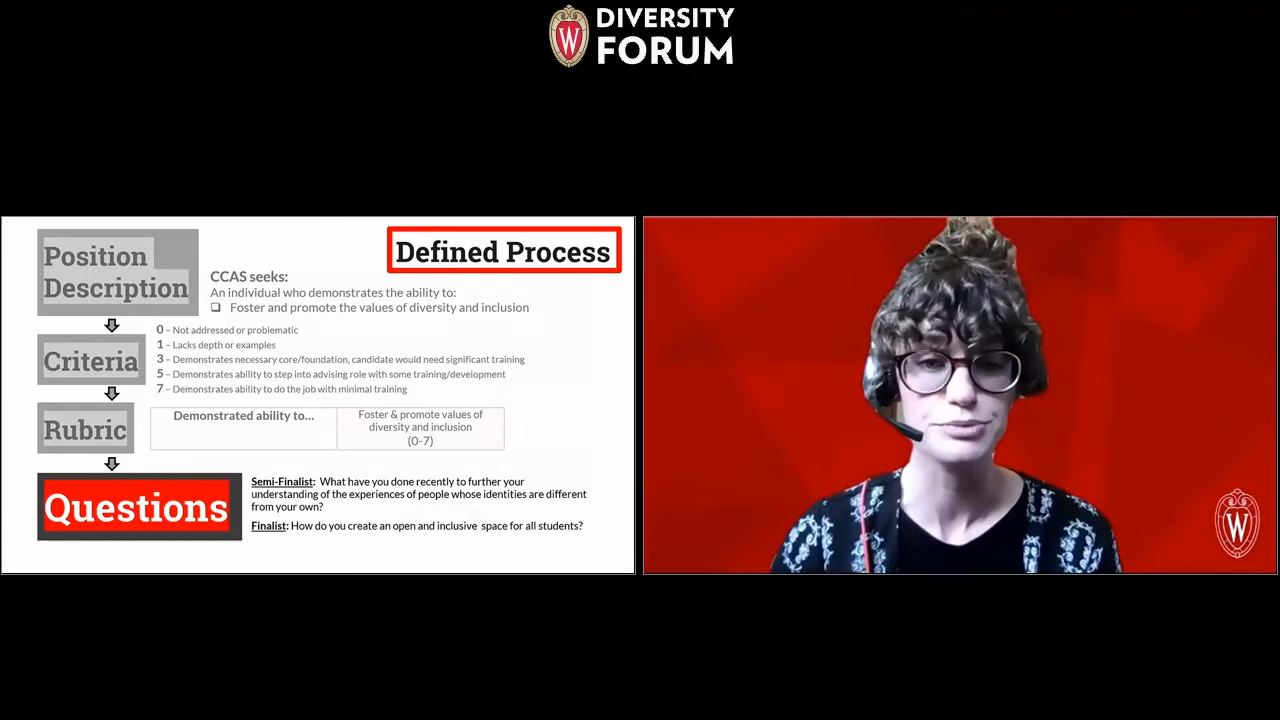 DIVERSITY
FORUM
W
Defined Process
Position
Description
CCAS seeks:
An individual who demonstrates the ability to:
❑ Foster and promote the values of diversity and inclusion
Criteria
0 – Not addressed or problematic
1 – Lacks depth or examples
3 – Demonstrates necessary core/foundation, candidate would need significant training
5 – Demonstrates ability to step into advising role with some training/development
7 – Demonstrates ability to do the job with minimal training
Rubric
Demonstrated ability to...
Foster & promote values of
diversity and inclusion
(0-7)
Questions
Semi-Finalist: What have you done recently to further your
understanding of the experiences of people whose identities are different
from your own?
Finalist: How do you create an open and inclusive space for all students?
W